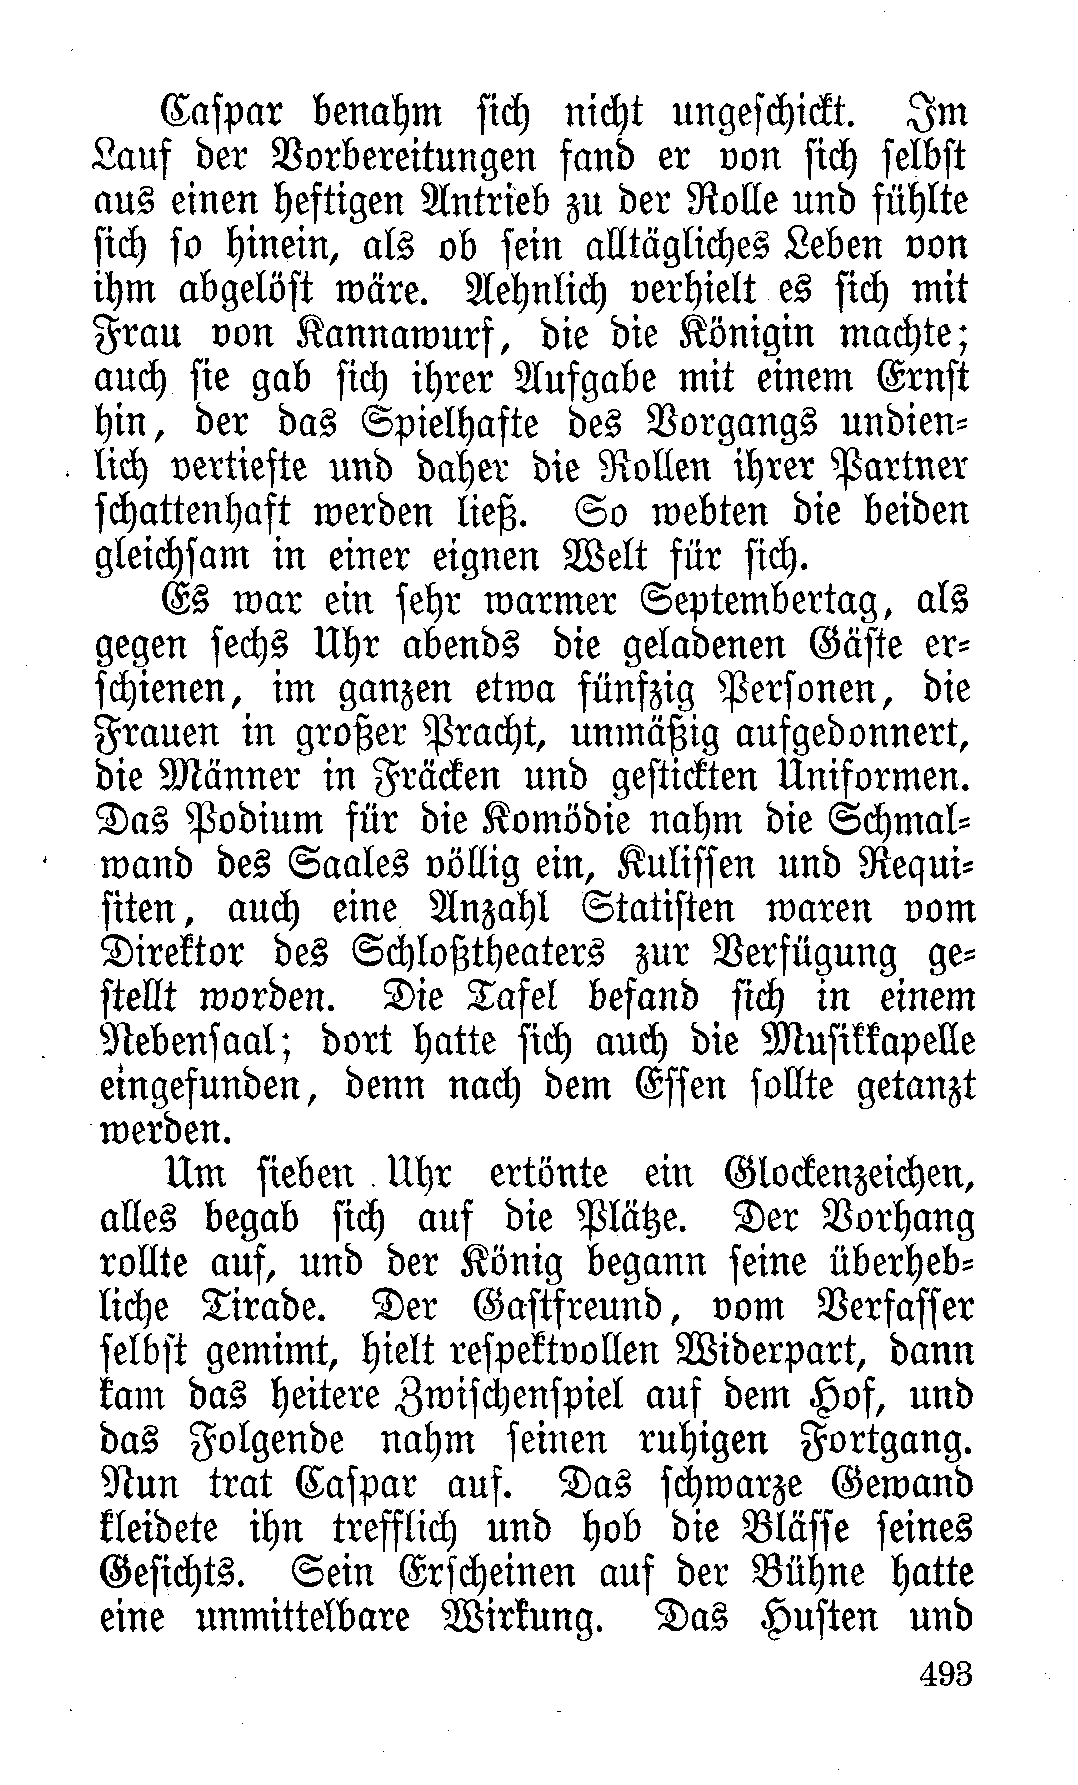 Caspar benahm sich nicht ungeschickt. Im
Lauf der Vorbereitungen fand er von sich selbst
aus einen heftigen Antrieb zu der Rolle und fühlte
sich so hinein, als ob sein alltägliches Leben von
ihm abgelöst wäre. Aehnlich verhielt es sich mit
Frau von Kannawurf, die die Königin machte;
auch sie gab sich ihrer Aufgabe mit einem Ernst
hin, der das Spielhafte des Vorgangs undien-
lich vertiefte und daher die Rollen ihrer Partner
schattenhaft werden ließ. So webten die beiden
gleichsam in einer eignen Welt für sich.
Es war ein sehr warmer Septembertag, als
gegen sechs Uhr abends die geladenen Gäste er-
schienen, im ganzen etwa fünfzig Personen, die
Frauen in großer Pracht, unmäßig aufgedonnert,
die Männer in Fräcken und gestickten Uniformen.
Das Podium für die Komödie nahm die Schmal-
wand des Saales völlig ein, Kulissen und Requi-
siten, auch eine Anzahl Statisten waren vom
Direktor des Schloßtheaters zur Verfügung ge-
stellt worden. Die Tafel befand sich in einem
Nebensaal; dort hatte sich auch die Musikkapelle
eingefunden, denn nach dem Essen sollte getanzt
werden.
Um sieben Uhr ertönte ein Glockenzeichen,
alles begab sich auf die Plätze. Der Vorhang
rollte auf, und der König begann seine überheb-
liche Tirade. Der Gastfreund, vom Verfasser
selbst gemimt, hielt respektvollen Widerpart, dann
kam das heitere Zwischenspiel auf dem Hof, und
das Folgende nahm seinen ruhigen Fortgang.
Nun trat Caspar auf. Das schwarze Gewand
kleidete ihn trefflich und hob die Blässe seines
Gesichts. Sein Erscheinen auf der Bühne hatte
eine unmittelbare Wirkung. Das Husten und
493